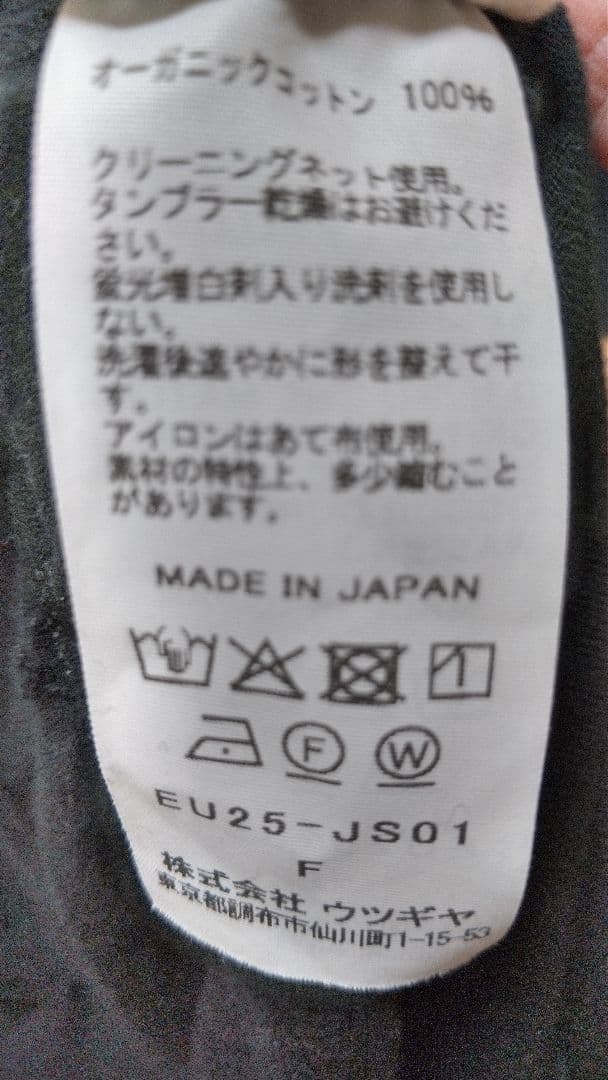 オーガニックコットン 100%
クリーニングネット使用。
タンブラー乾燥はお避けくだ
さい。
蛍光増白剤入り洗剤を使用し
ない。
洗濯後速やかに形を整えて干
す。
アイロンはあて布使用。
素材の特性上、多少縮むこと
があります。
MADE IN JAPAN
F W
EU25-JS01
F
株式会社 ウツギヤ
東京都調布市仙川町1-15-53